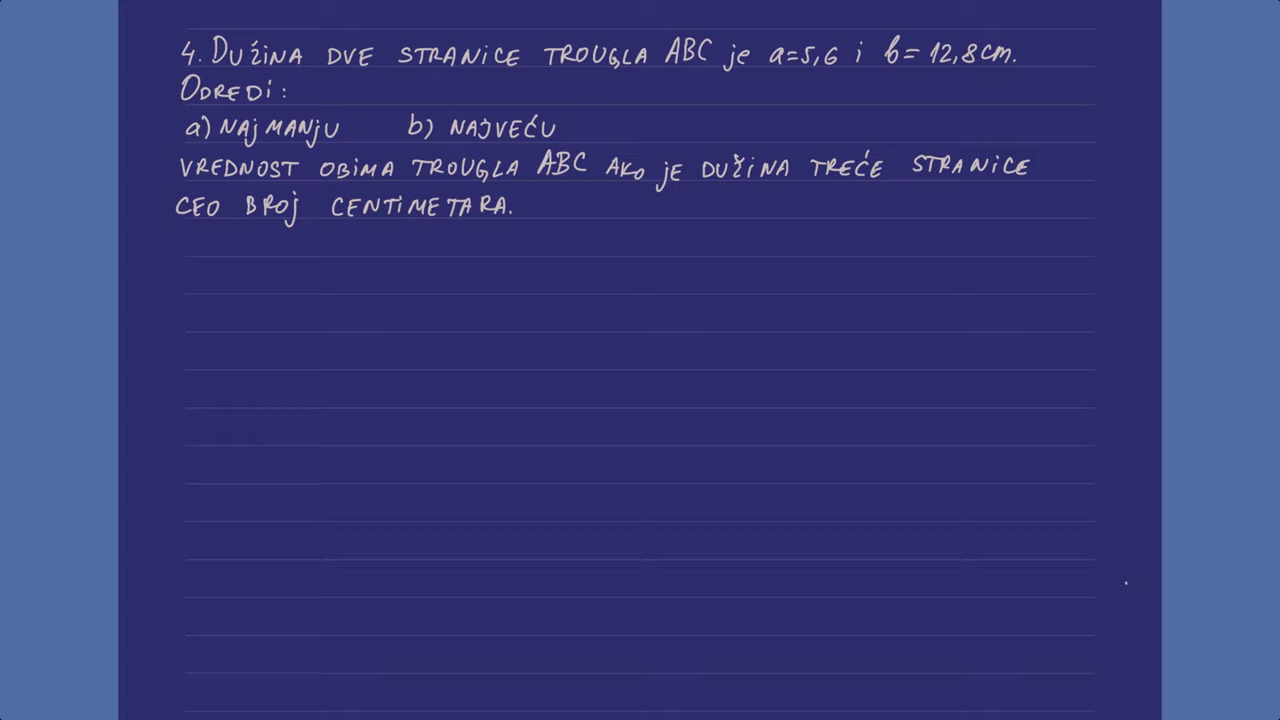 4. Dužina dve stranice trougla ABC je a=5,6 i b=12,8cm.
Odredi:
a) najmanju b) najveću
vrednost obima trougla ABC ako je dužina treće stranice
ceo broj centimetara.